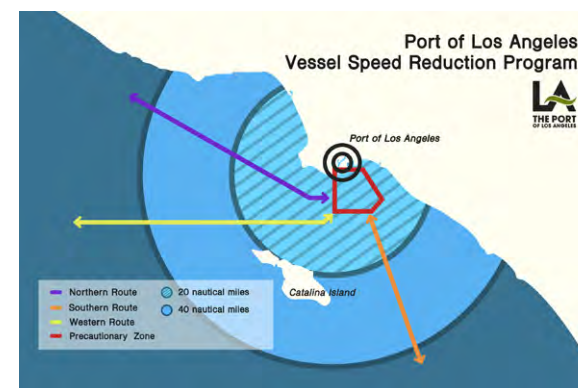 Port of Los Angeles
Vessel Speed Reduction Program
LA
THE PORT
OF LOS ANGELES
Port of Los Angeles
Catalina Island
Northern Route
Southern Route
Western Route
Precautionary Zone
20 nautical miles
40 nautical miles